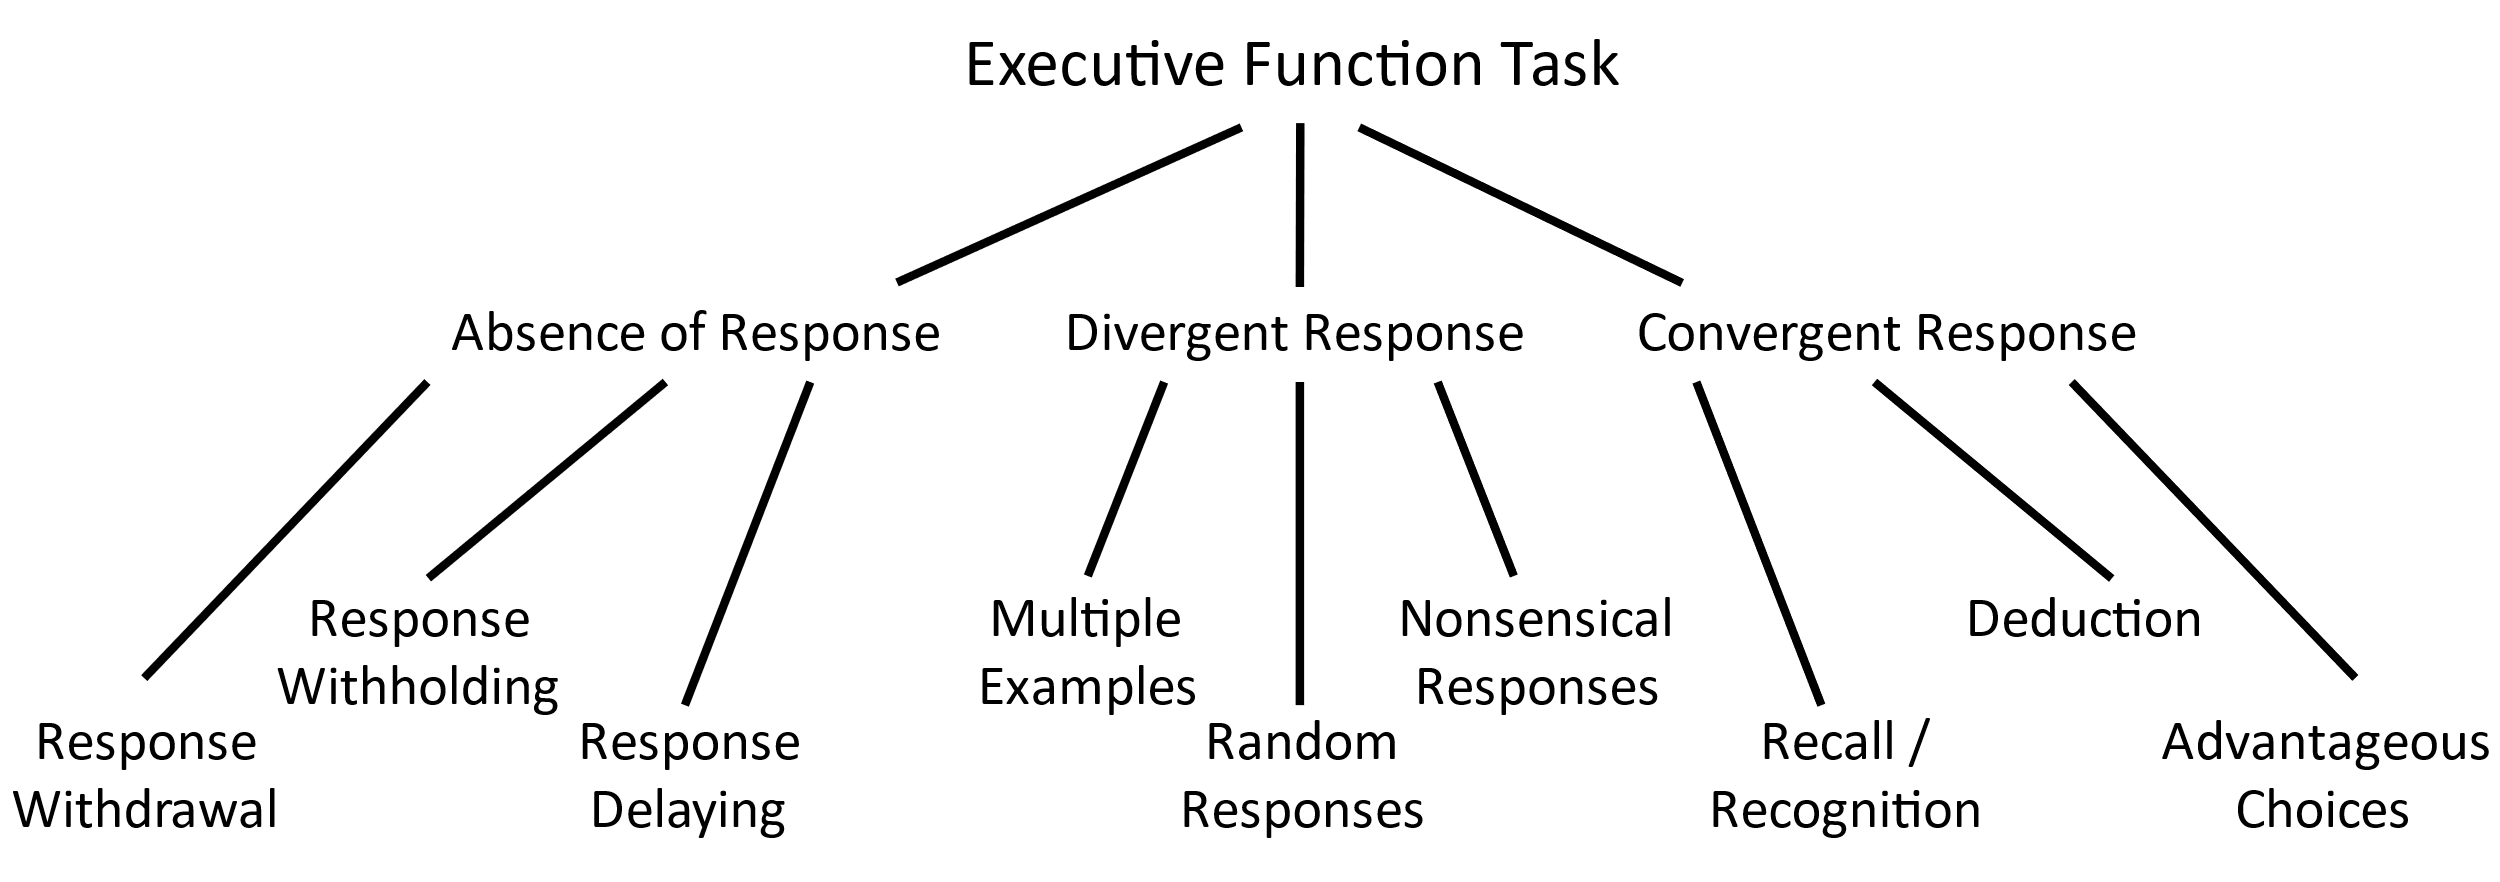 Executive Function Task
Absence of Response
Divergent Response
Convergent Response
Response
Withdrawal
Response
Withholding
Response
Delaying
Multiple
Examples
Random
Responses
Nonsensical
Responses
Recall /
Recognition
Deduction
Advantageous
Choices